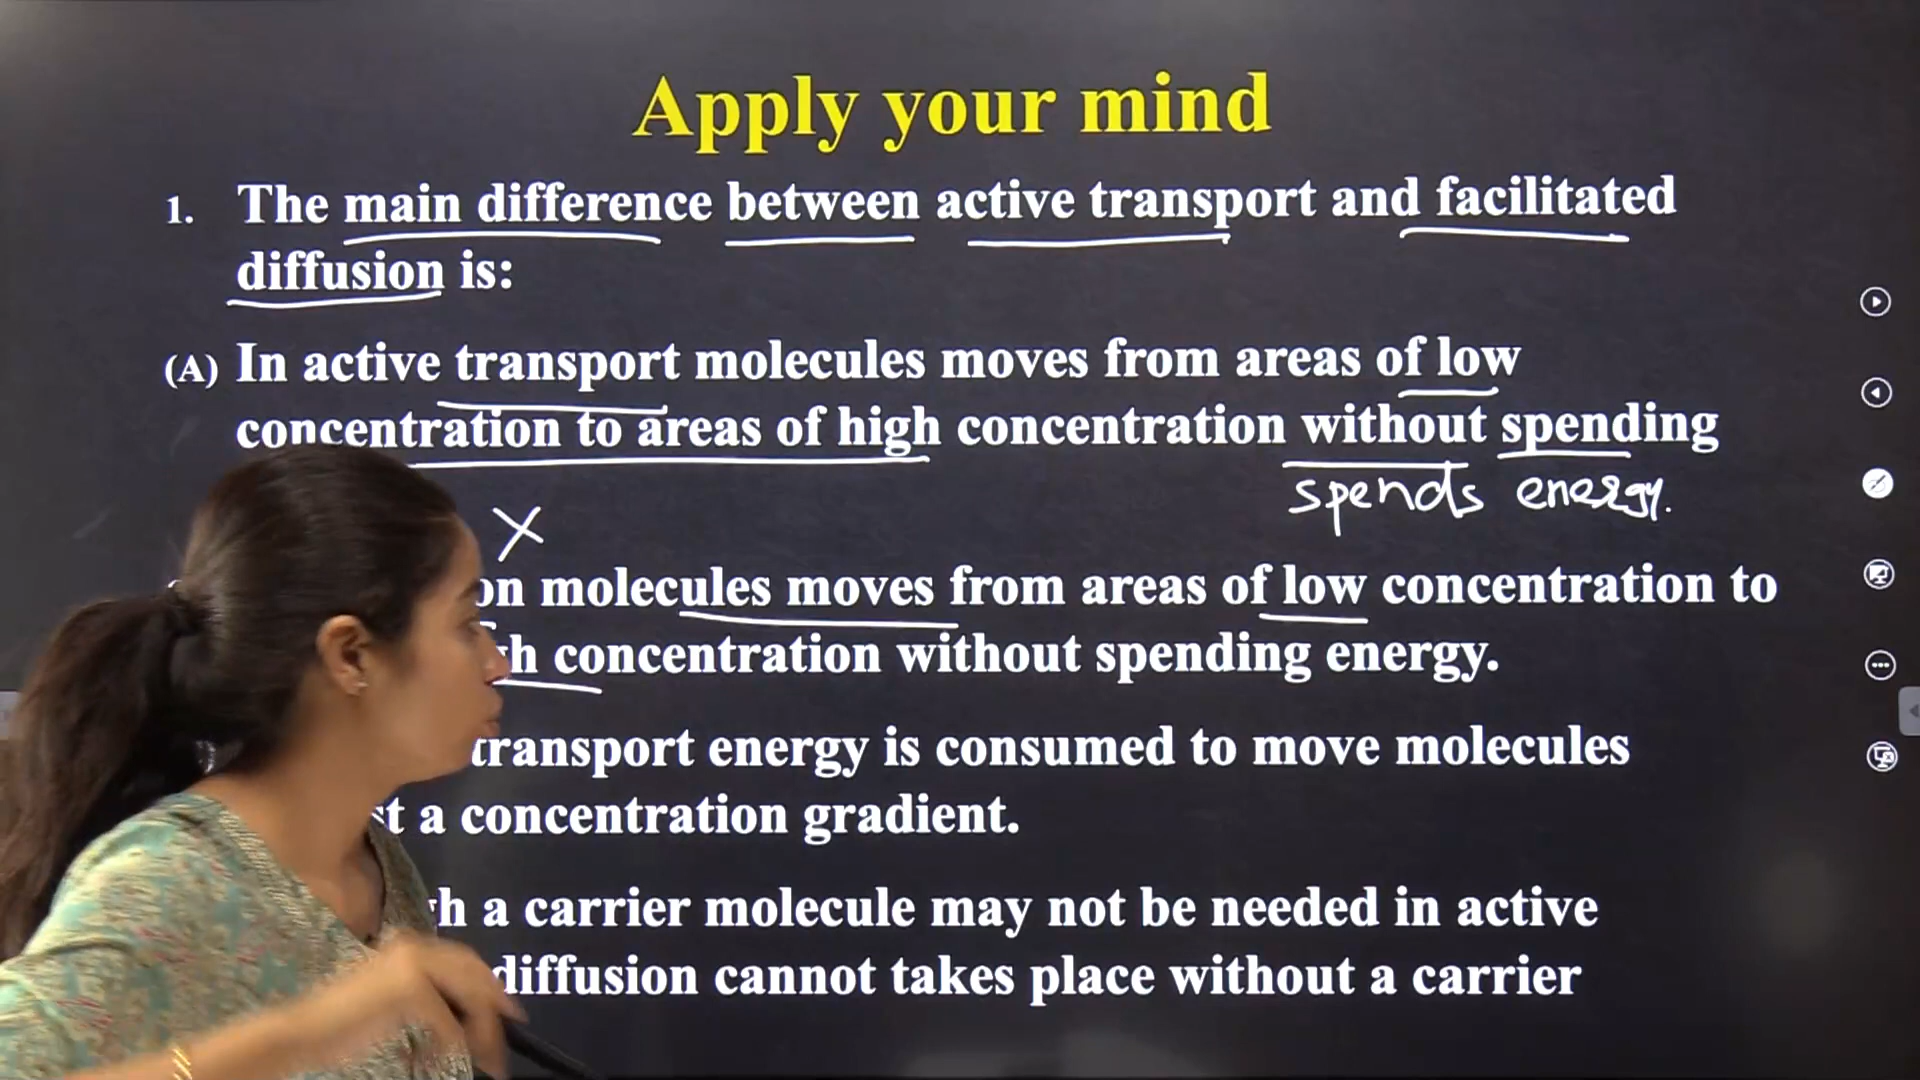 Apply your mind
1. The main difference between active transport and facilitated
diffusion is:
(A) In active transport molecules moves from areas of low
concentration to areas of high concentration without spending
spends energy.
X
molecules moves from areas of low concentration to
concentration without spending energy.
transport energy is consumed to move molecules
a concentration gradient.
a carrier molecule may not be needed in active
diffusion cannot takes place without a carrier